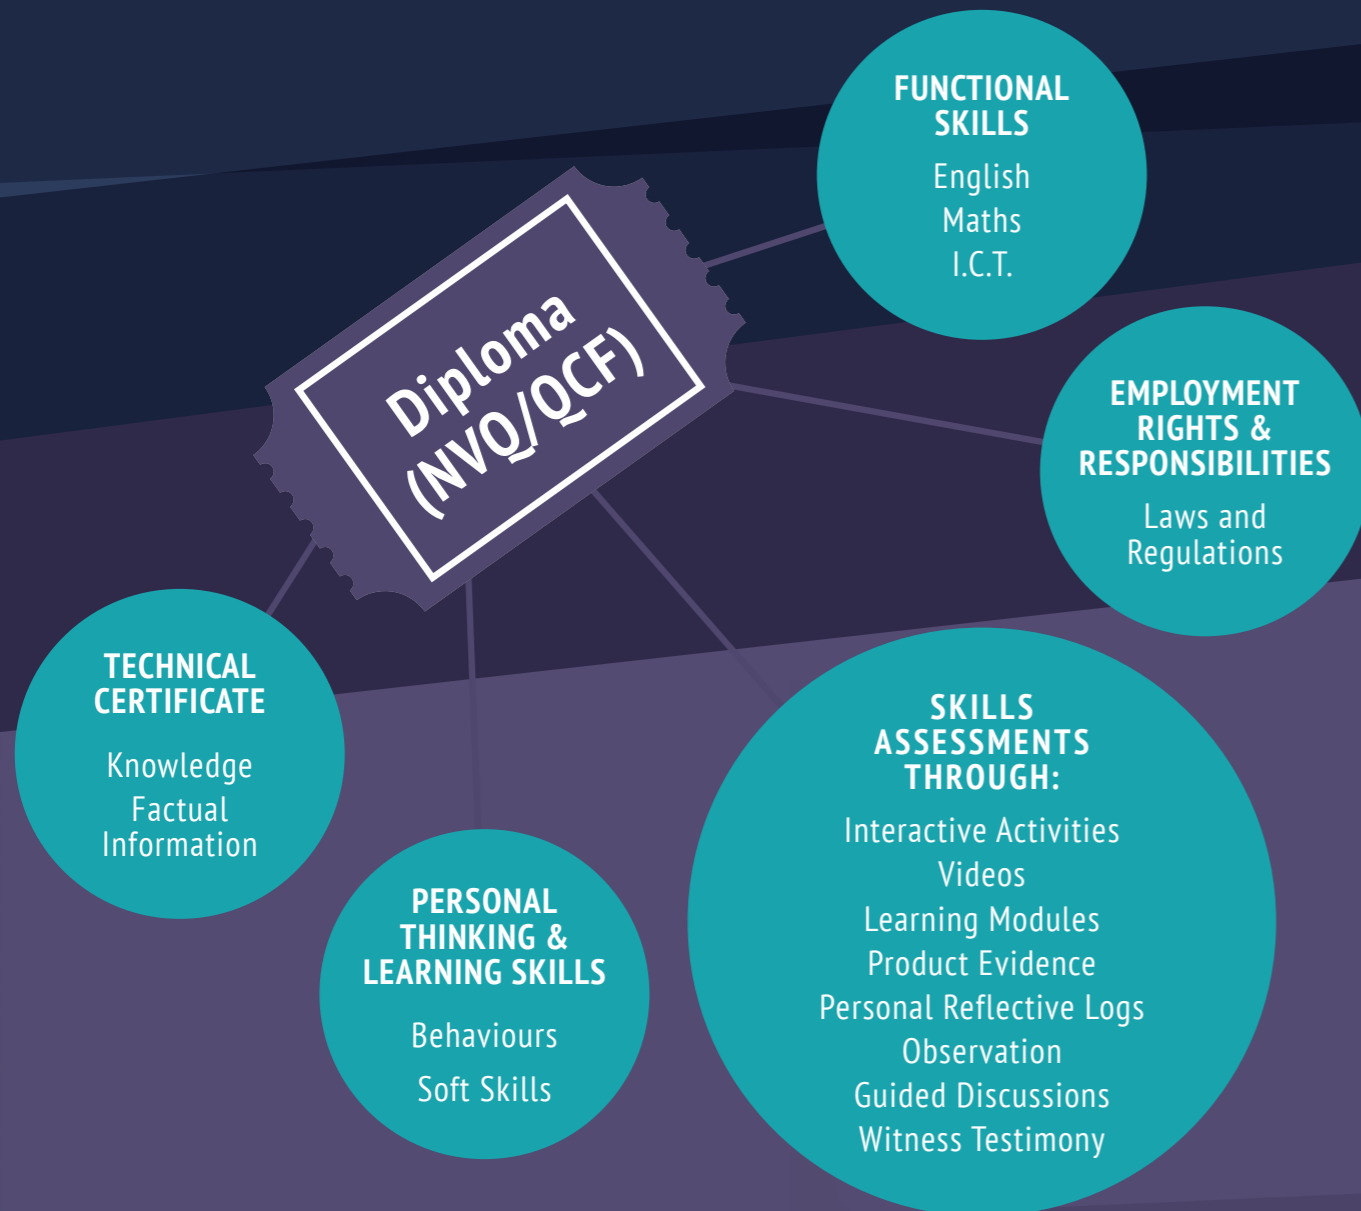 FUNCTIONAL
SKILLS
English
Maths
I.C.T.
Diploma
(NVQ/QCF)
EMPLOYMENT
RIGHTS &
RESPONSIBILITIES
Laws and
Regulations
TECHNICAL
CERTIFICATE
Knowledge
Factual
Information
PERSONAL
THINKING &
LEARNING SKILLS
Behaviours
Soft Skills
SKILLS
ASSESSMENTS
THROUGH:
Interactive Activities
Videos
Learning Modules
Product Evidence
Personal Reflective Logs
Observation
Guided Discussions
Witness Testimony